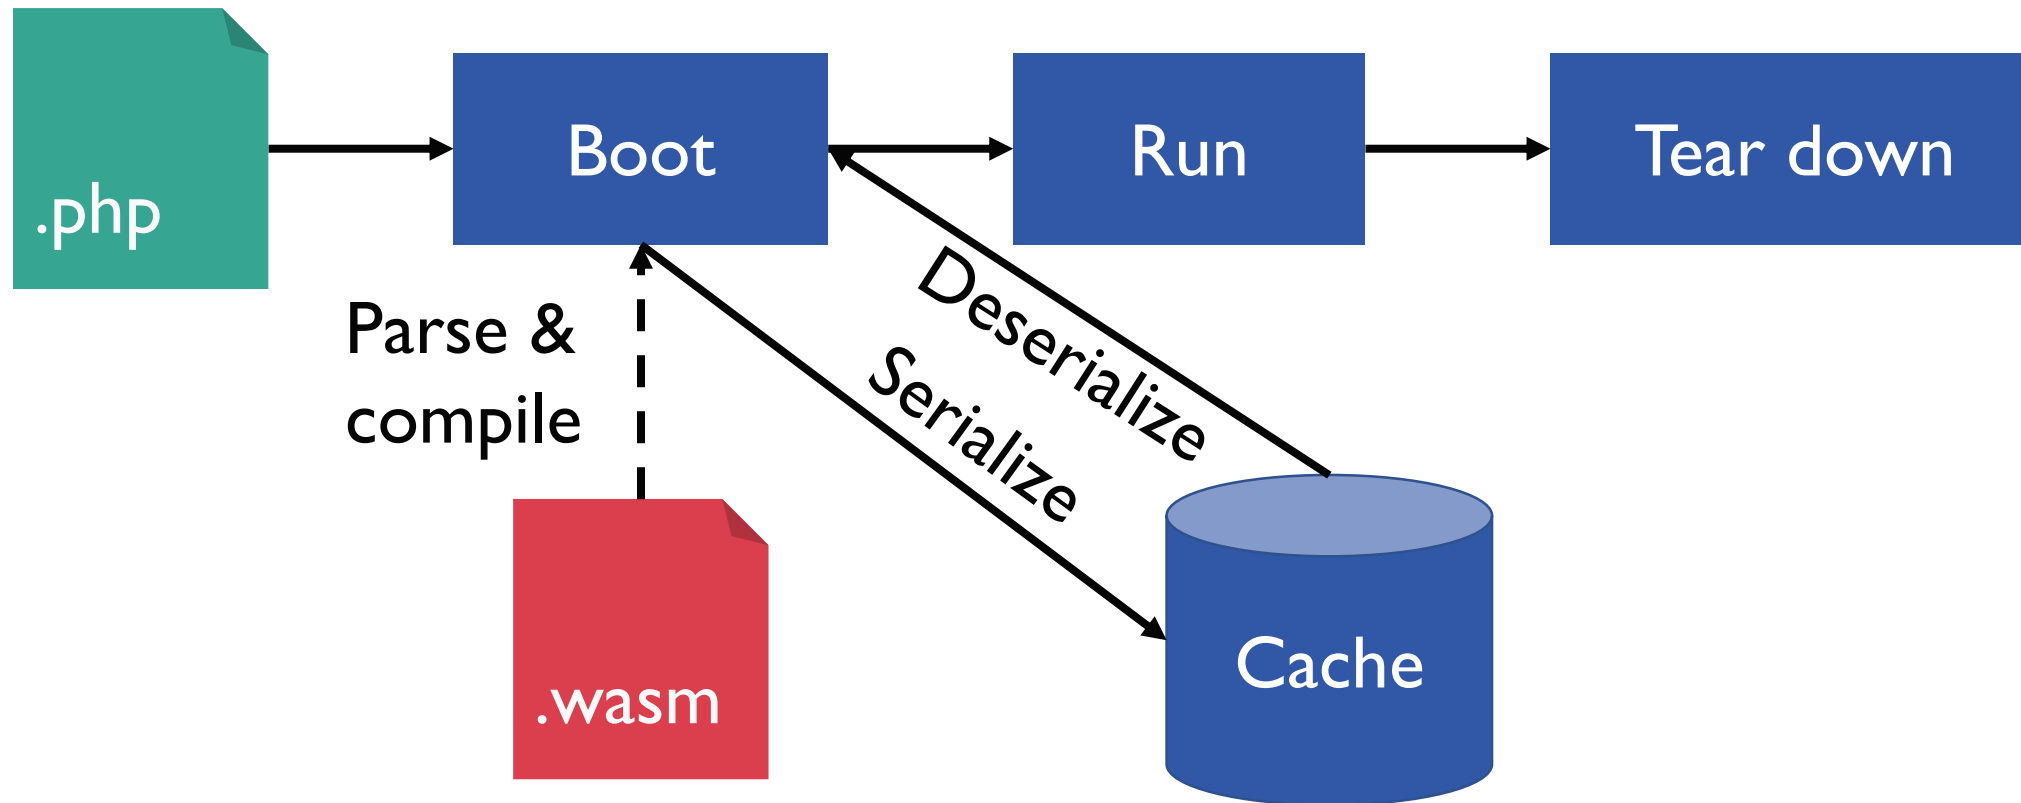 .php
Boot
Run
Tear down
Parse &
compile
Deserialize
Serialize
.wasm
Cache